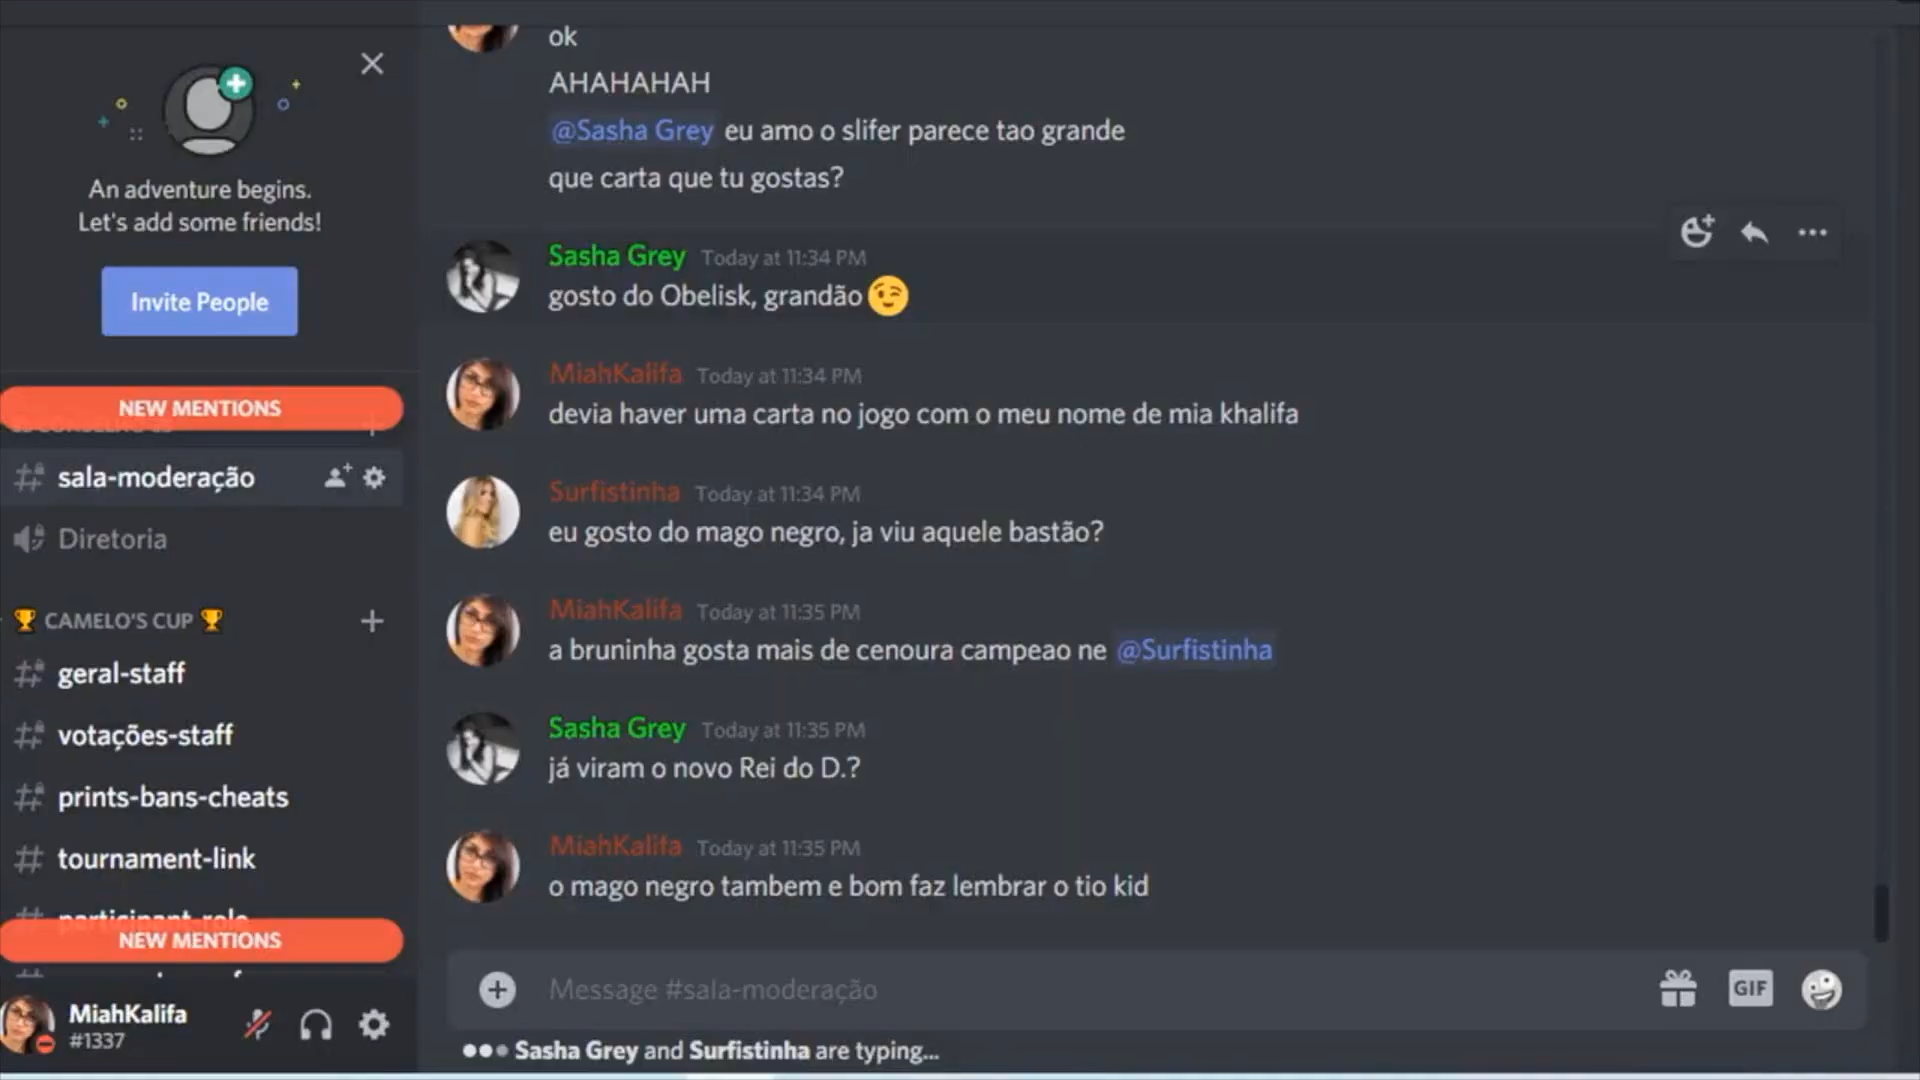 An adventure begins.
Let's add some friends!
Invite People
NEW MENTIONS
sala-moderação
Diretoria
CAMELO'S CUP
geral-staff
votações-staff
prints-bans-cheats
tournament-link
participant-role
NEW MENTIONS
MiahKalifa
#1337
ok
AHAHAHAH
@Sasha Grey eu amo o slifer parece tao grande
que carta que tu gostas?
Sasha Grey Today at 11:34 PM
gosto do Obelisk, grandão 😉
MiahKalifa Today at 11:34 PM
devia haver uma carta no jogo com o meu nome de mia khalifa
Surfistinha Today at 11:34 PM
eu gosto do mago negro, ja viu aquele bastão?
MiahKalifa Today at 11:35 PM
a bruninha gosta mais de cenoura campeao ne @Surfistinha
Sasha Grey Today at 11:35 PM
já viram o novo Rei do D.?
MiahKalifa Today at 11:35 PM
o mago negro tambem e bom faz lembrar o tio kid
Message #sala-moderação
GIF
Sasha Grey and Surfistinha are typing...